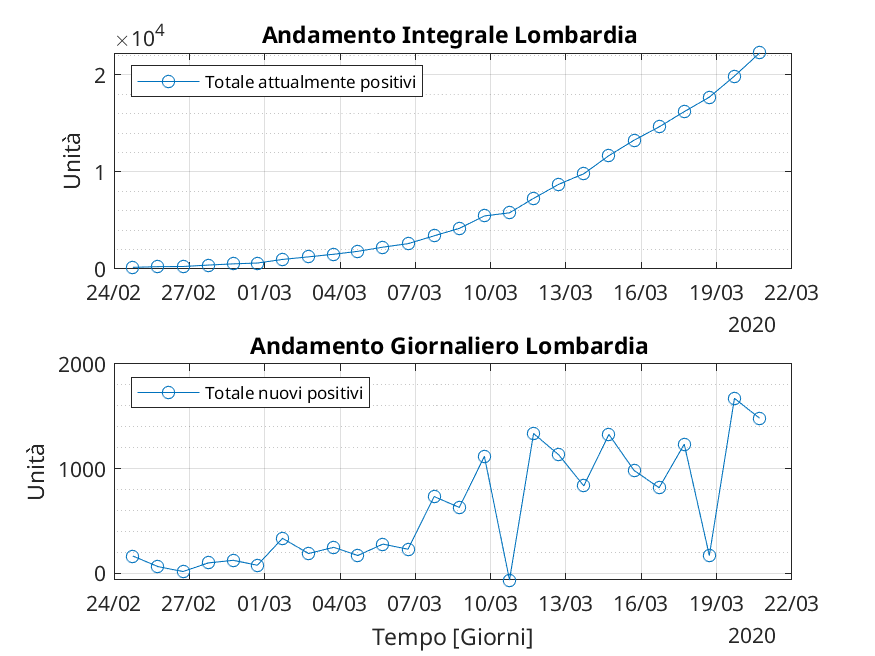 Andamento Integrale Lombardia
×10⁴
2
1
0
Unità
Totale attualmente positivi
24/02 27/02 01/03 04/03 07/03 10/03 13/03 16/03 19/03 22/03
2020
Andamento Giornaliero Lombardia
2000
1000
0
Unità
Totale nuovi positivi
24/02 27/02 01/03 04/03 07/03 10/03 13/03 16/03 19/03 22/03
Tempo [Giorni]
2020